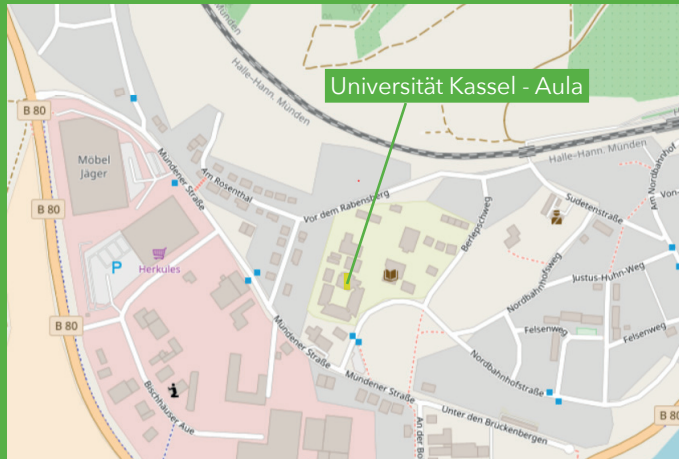 Münden
Halle-Hann. Münden
Universität Kassel - Aula
B 80
Möbel
Jäger
Mündener Straße
Am Rosenthal
Halle-Hann. Münden
Am Nordbahnhof
Vor dem Rabensberg
Berlepschweg
Sudetenstraße
Von-
B 80
P
Herkules
Nordbahnhofsweg
Justus-Huhn-Weg
B 80
Mündener Straße
Felsenweg
Felsenweg
Bischhäuser Aue
Nordbahnhofstraße
Mündener Straße
Unter den Brückenbergen
An der Bo
B 80